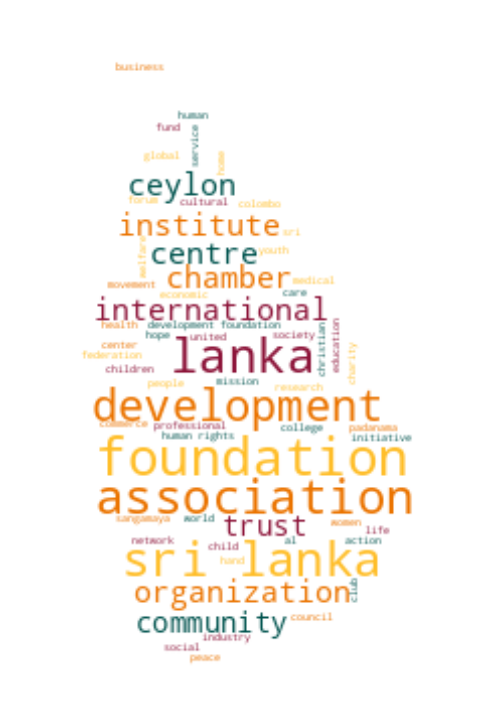 business
human
fund
service
global
home
ceylon
forum cultural colombo
institute sri
welfare
centre youth
chamber medical
movement economic care
international
health development foundation
hope united society christian education
center
lanka
federation charity
children
people mission research
development
commerce professional college padanama
human rights initiative
foundation
association
sangamaya world trust women
life
network child al action
sri lanka
hand
organization club
community council
industry
social
peace